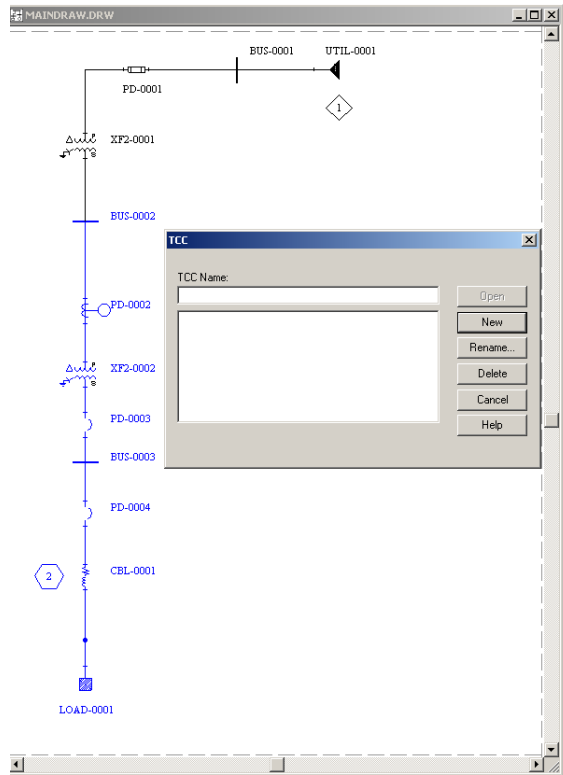 MAINDRAW.DRW
BUS-0001
UTIL-0001
PD-0001
1
XF2-0001
P
S
BUS-0002
TCC
TCC Name:
Open
New
Rename...
Delete
Cancel
Help
PD-0002
XF2-0002
P
S
PD-0003
BUS-0003
PD-0004
2
CBL-0001
LOAD-0001